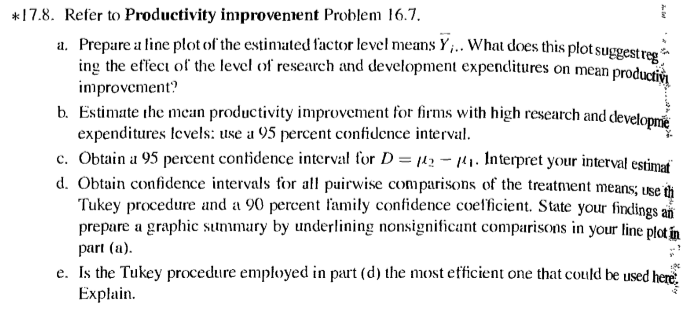 *17.8. Refer to Productivity improvement Problem 16.7.
a. Prepare a line plot of the estimated factor level means Ȳᵢ.. What does this plot suggest reg
ing the effect of the level of research and development expenditures on mean productivi
improvement?
b. Estimate the mean productivity improvement for firms with high research and developme
expenditures levels: use a 95 percent confidence interval.
c. Obtain a 95 percent confidence interval for D = μ₂ − μ₁. Interpret your interval estimat
d. Obtain confidence intervals for all pairwise comparisons of the treatment means; use th
Tukey procedure and a 90 percent family confidence coefficient. State your findings an
prepare a graphic summary by underlining nonsignificant comparisons in your line plot in
part (a).
e. Is the Tukey procedure employed in part (d) the most efficient one that could be used here?
Explain.